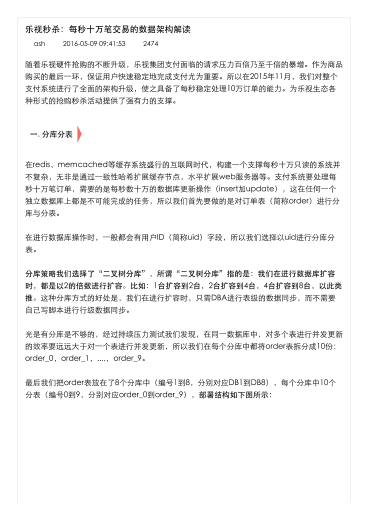 乐视秒杀：每秒十万笔交易的数据架构解读
ash 2016-05-09 09:41:53 2474
随着乐视硬件抢购的不断升级，乐视集团支付面临的请求压力百倍乃至千倍的暴增。作为商品
购买的最后一环，保证用户快速稳定地完成支付尤为重要。所以在2015年11月，我们对整个
支付系统进行了全面的架构升级，使之具备了每秒稳定处理10万订单的能力。为乐视生态各
种形式的抢购秒杀活动提供了强有力的支撑。
一. 分库分表
在redis，memcached等缓存系统盛行的互联网时代，构建一个支撑每秒十万只读的系统并
不复杂，无非是通过一致性哈希扩展缓存节点，水平扩展web服务器等。支付系统要处理每
秒十万笔订单，需要的是每秒数十万的数据库更新操作（insert加update），这在任何一个
独立数据库上都是不可能完成的任务，所以我们首先要做的是对订单表（简称order）进行分
库与分表。
在进行数据库操作时，一般都会有用户ID（简称uid）字段，所以我们选择以uid进行分库分
表。
分库策略我们选择了“二叉树分库”，所谓“二叉树分库”指的是：我们在进行数据库扩容
时，都是以2的倍数进行扩容。比如：1台扩容到2台，2台扩容到4台，4台扩容到8台，以此类
推。这种分库方式的好处是，我们在进行扩容时，只需DBA进行表级的数据同步，而不需要
自己写脚本进行行级数据同步。
光是有分库是不够的，经过持续压力测试我们发现，在同一数据库中，对多个表进行并发更新
的效率要远远大于对一个表进行并发更新，所以我们在每个分库中都将order表拆分成10份：
order_0，order_1，....，order_9。
最后我们把order表放在了8个分库中（编号1到8，分别对应DB1到DB8），每个分库中10个
分表（编号0到9，分别对应order_0到order_9），部署结构如下图所示：